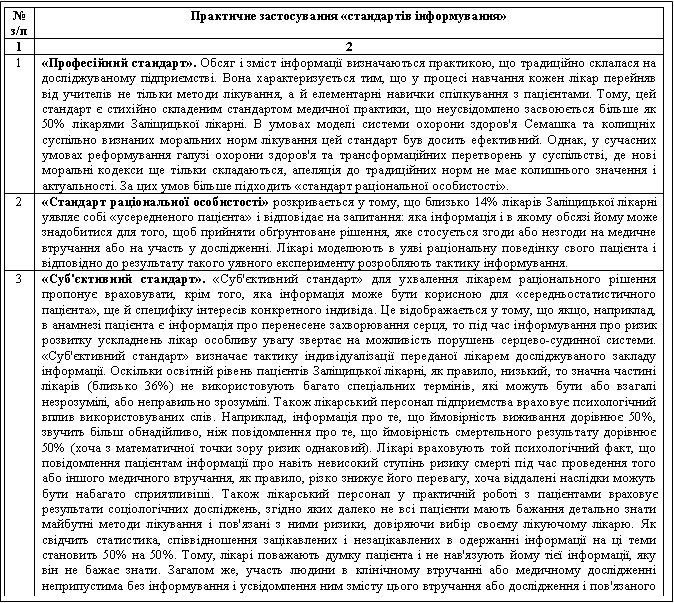 № Практичне застосування «стандартів інформування»
з/п
1 2
1 «Професійний стандарт». Обсяг і зміст інформації визначаються практикою, що традиційно склалася на
досліджуваному підприємстві. Вона характеризується тим, що у процесі навчання кожен лікар перейняв
від учителів не тільки методи лікування, а й елементарні навички спілкування з пацієнтами. Тому, цей
стандарт є стихійно складеним стандартом медичної практики, що неусвідомлено засвоюється більше як
50% лікарями Заліщицької лікарні. В умовах моделі системи охорони здоров'я Семашка та колишніх
суспільно визнаних моральних норм лікування цей стандарт був досить ефективний. Однак, у сучасних
умовах реформування галузі охорони здоров'я та трансформаційних перетворень у суспільстві, де нові
моральні кодекси ще тільки складаються, апеляція до традиційних норм не має колишнього значення і
актуальності. За цих умов більше підходить «стандарт раціональної особистості».
2 «Стандарт раціональної особистості» розкривається у тому, що близько 14% лікарів Заліщицької лікарні
уявляє собі «усередненого пацієнта» і відповідає на запитання: яка інформація і в якому обсязі йому може
знадобитися для того, щоб прийняти обґрунтоване рішення, яке стосується згоди або незгоди на медичне
втручання або на участь у дослідженні. Лікарі моделюють в уяві раціональну поведінку свого пацієнта і
відповідно до результату такого уявного експерименту розробляють тактику інформування.
3 «Суб'єктивний стандарт». «Суб'єктивний стандарт» для ухвалення лікарем раціонального рішення
пропонує враховувати, крім того, яка інформація може бути корисною для «середньостатистичного
пацієнта», ще й специфіку інтересів конкретного індивіда. Це відображається у тому, що якщо, наприклад,
в анамнезі пацієнта є інформація про перенесене захворювання серця, то під час інформування про ризик
розвитку ускладнень лікар особливу увагу звертає на можливість порушень серцево-судинної системи.
«Суб'єктивний стандарт» визначає тактику індивідуалізації переданої лікарем досліджуваного закладу
інформації. Оскільки освітній рівень пацієнтів Заліщицької лікарні, як правило, низький, то значна частині
лікарів (близько 36%) не використовують багато спеціальних термінів, які можуть бути або взагалі
незрозумілі, або неправильно зрозумілі. Також лікарський персонал підприємства враховує психологічний
вплив використовуваних слів. Наприклад, інформація про те, що ймовірність виживання дорівнює 50%,
звучить більш обнадійливо, ніж повідомлення про те, що ймовірність смертельного результату дорівнює
50% (хоча з математичної точки зору ризик однаковий). Лікарі враховують той психологічний факт, що
повідомлення пацієнтам інформації про навіть невисокий ступінь ризику смерті під час проведення того
або іншого медичного втручання, як правило, різко знижує його перевагу, хоча віддалені наслідки можуть
бути набагато сприятливіші. Також лікарський персонал у практичній роботі з пацієнтами враховує
результати соціологічних досліджень, згідно яких далеко не всі пацієнти мають бажання детально знати
майбутні методи лікування і пов'язані з ними ризики, довіряючи вибір своєму лікуючому лікарю. Як
свідчить статистика, співвідношення зацікавлених і незацікавлених в одержанні інформації на ці теми
становить 50% на 50%. Тому, лікарі поважають думку пацієнта і не нав'язують йому тієї інформації, яку
він не бажає знати. Загалом же, участь людини в клінічному втручанні або медичному дослідженні
неприпустима без інформування і усвідомлення ним змісту цього втручання або дослідження і пов'язаного